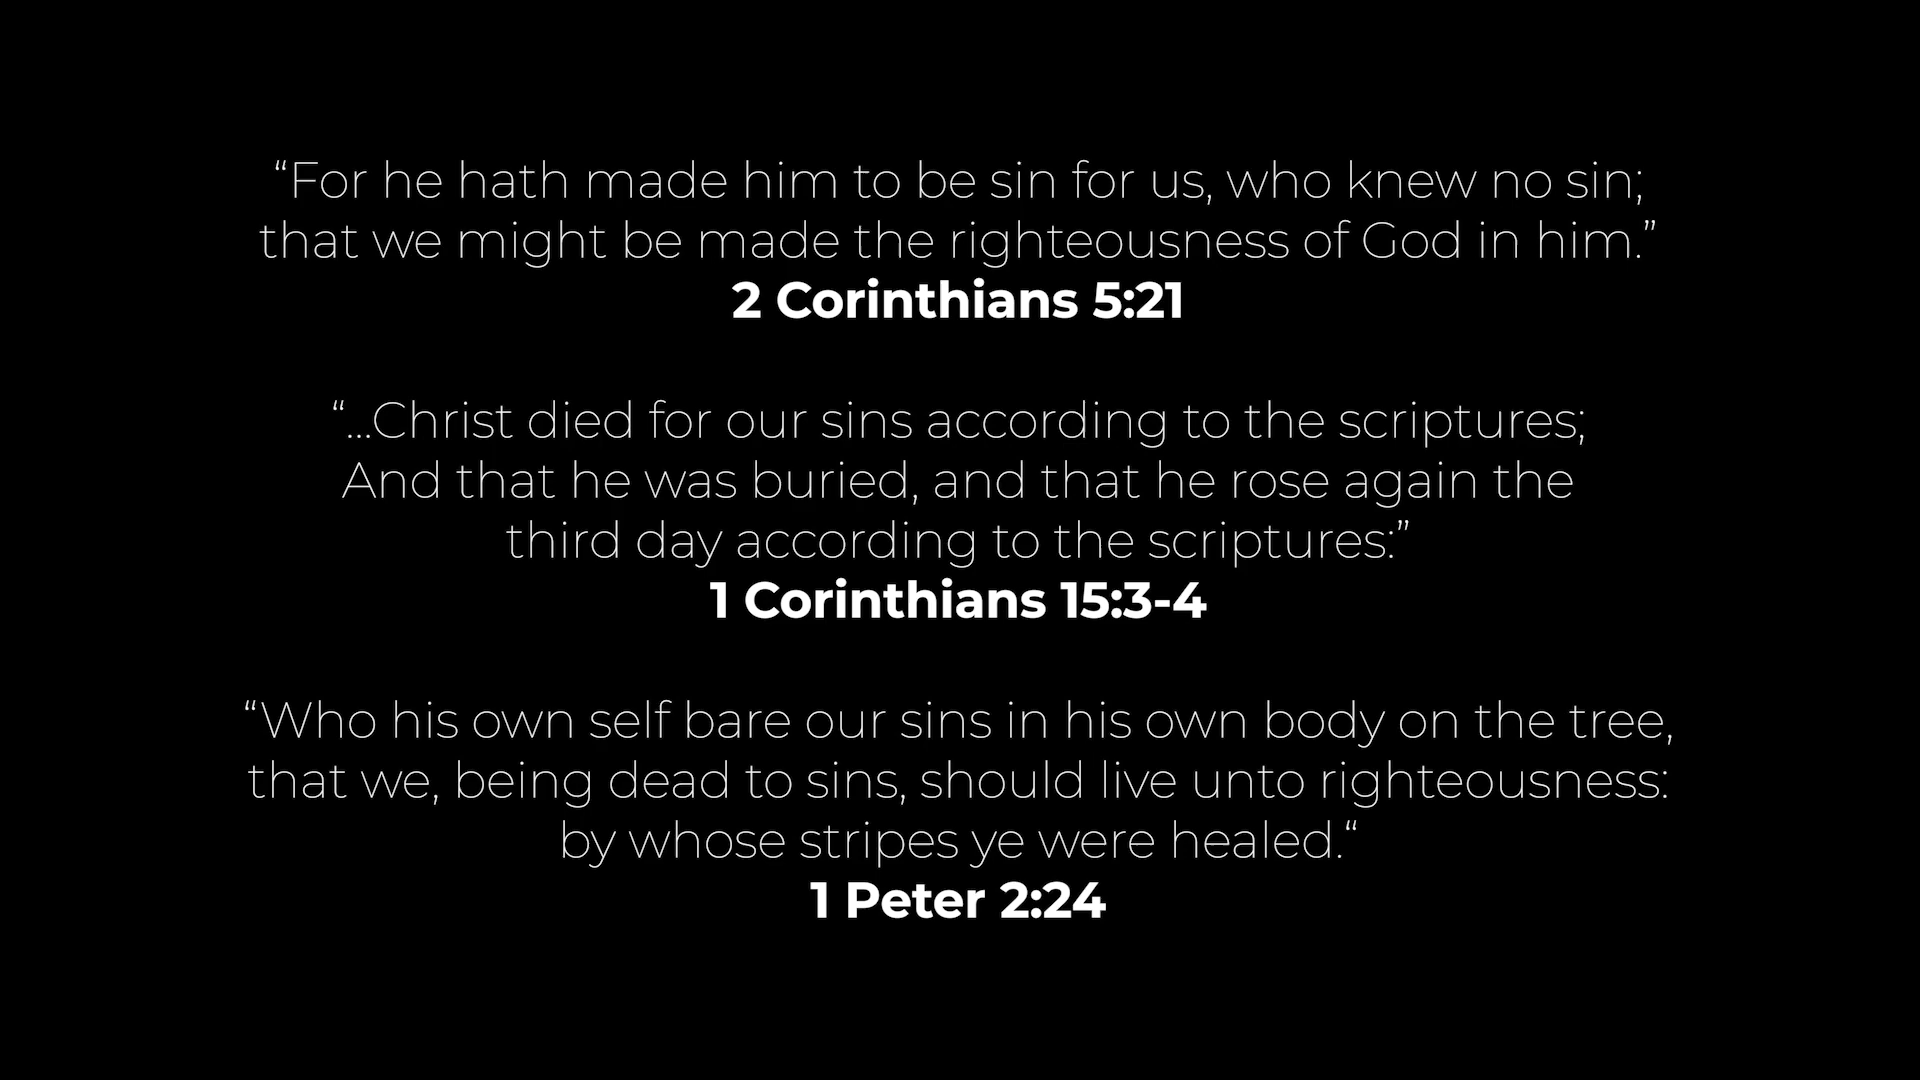 “For he hath made him to be sin for us, who knew no sin;
that we might be made the righteousness of God in him.”
2 Corinthians 5:21
“...Christ died for our sins according to the scriptures;
And that he was buried, and that he rose again the
third day according to the scriptures:”
1 Corinthians 15:3-4
“Who his own self bare our sins in his own body on the tree,
that we, being dead to sins, should live unto righteousness:
by whose stripes ye were healed.“
1 Peter 2:24